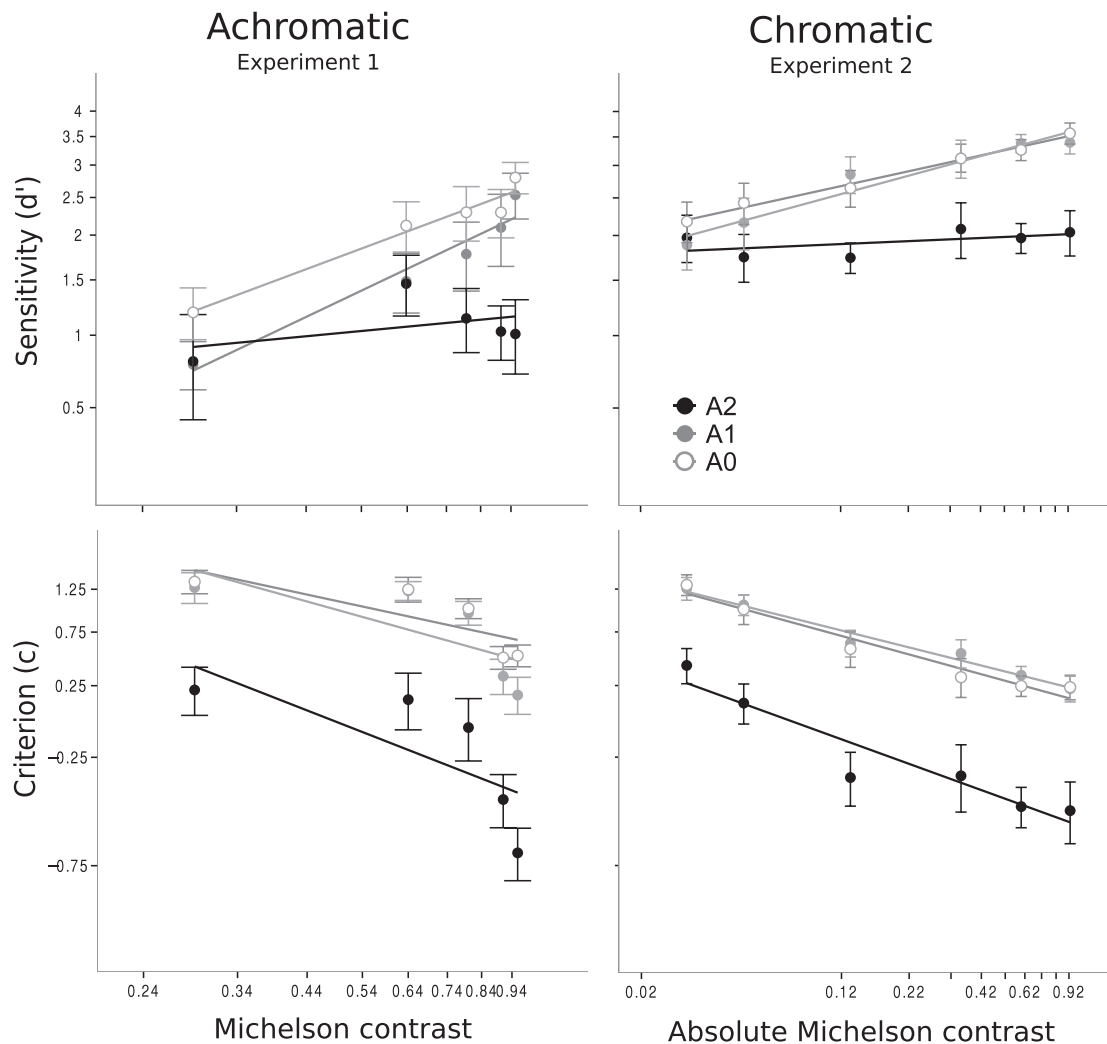 Achromatic
Experiment 1
Chromatic
Experiment 2
Sensitivity (d')
4
3.5
3
2.5
2
1.5
1
0.5
A2
A1
A0
Criterion (c)
1.25
0.75
0.25
−0.25
−0.75
0.24 0.34 0.44 0.54 0.64 0.74 0.84 0.94
Michelson contrast
0.02 0.12 0.22 0.42 0.62 0.92
Absolute Michelson contrast